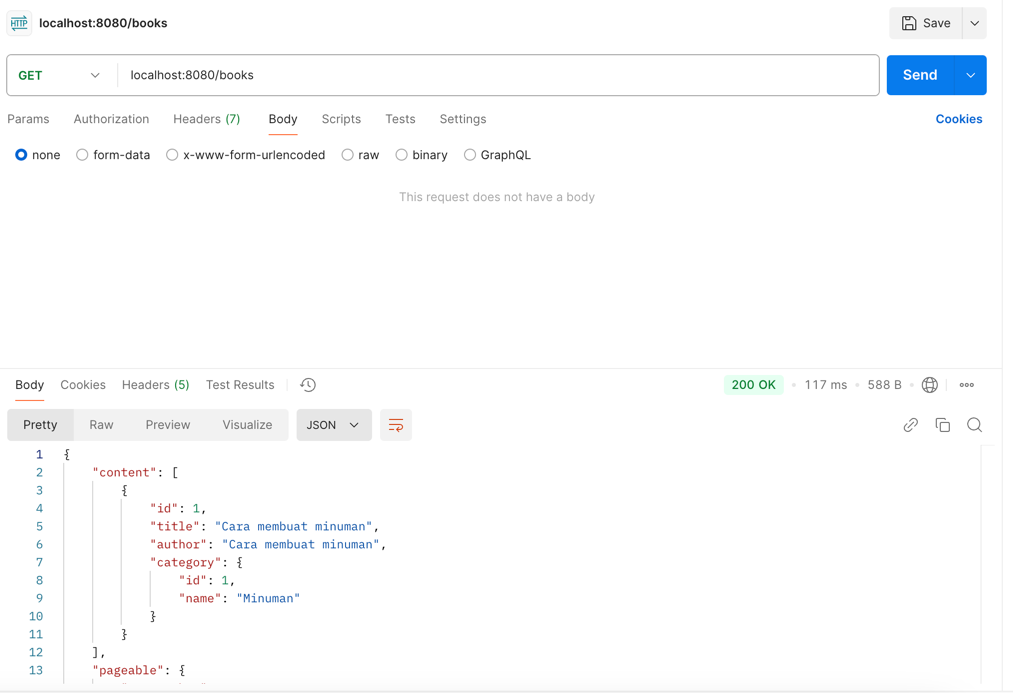 HTTP localhost:8080/books Save
GET localhost:8080/books Send
Params Authorization Headers (7) Body Scripts Tests Settings Cookies
none form-data x-www-form-urlencoded raw binary GraphQL
This request does not have a body
Body Cookies Headers (5) Test Results 200 OK 117 ms 588 B
Pretty Raw Preview Visualize JSON
1 {
2 "content": [
3 {
4 "id": 1,
5 "title": "Cara membuat minuman",
6 "author": "Cara membuat minuman",
7 "category": {
8 "id": 1,
9 "name": "Minuman"
10 }
11 }
12 ],
13 "pageable": {